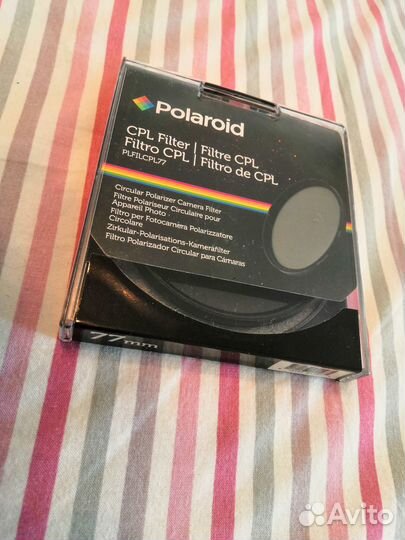 Polaroid
CPL Filter | Filtre CPL
Filtro CPL | Filtro de CPL
PLFILCPL77
Circular Polarizer Camera Filter
Filtre Polariseur Circulaire pour
Appareil Photo
Filtro per Fotocamera Polarizzatore
Circolare
Zirkular-Polarisations-Kamerafilter
Filtro Polarizador Circular para Cámaras
77mm
Avito